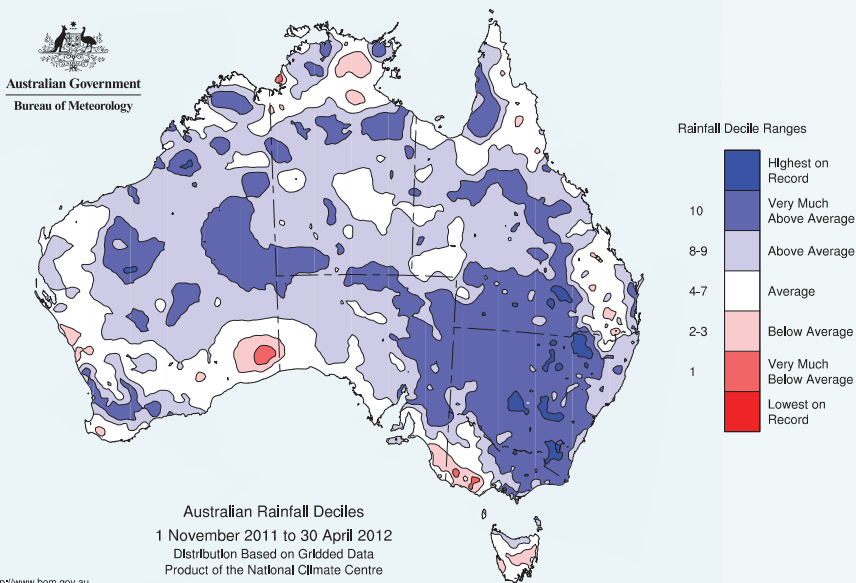 Australian Government
Bureau of Meteorology
Rainfall Decile Ranges
Highest on
Record
10
Very Much
Above Average
8-9
Above Average
4-7
Average
2-3
Below Average
1
Very Much
Below Average
Lowest on
Record
Australian Rainfall Deciles
1 November 2011 to 30 April 2012
Distribution Based on Gridded Data
Product of the National Climate Centre
www.bom.gov.au